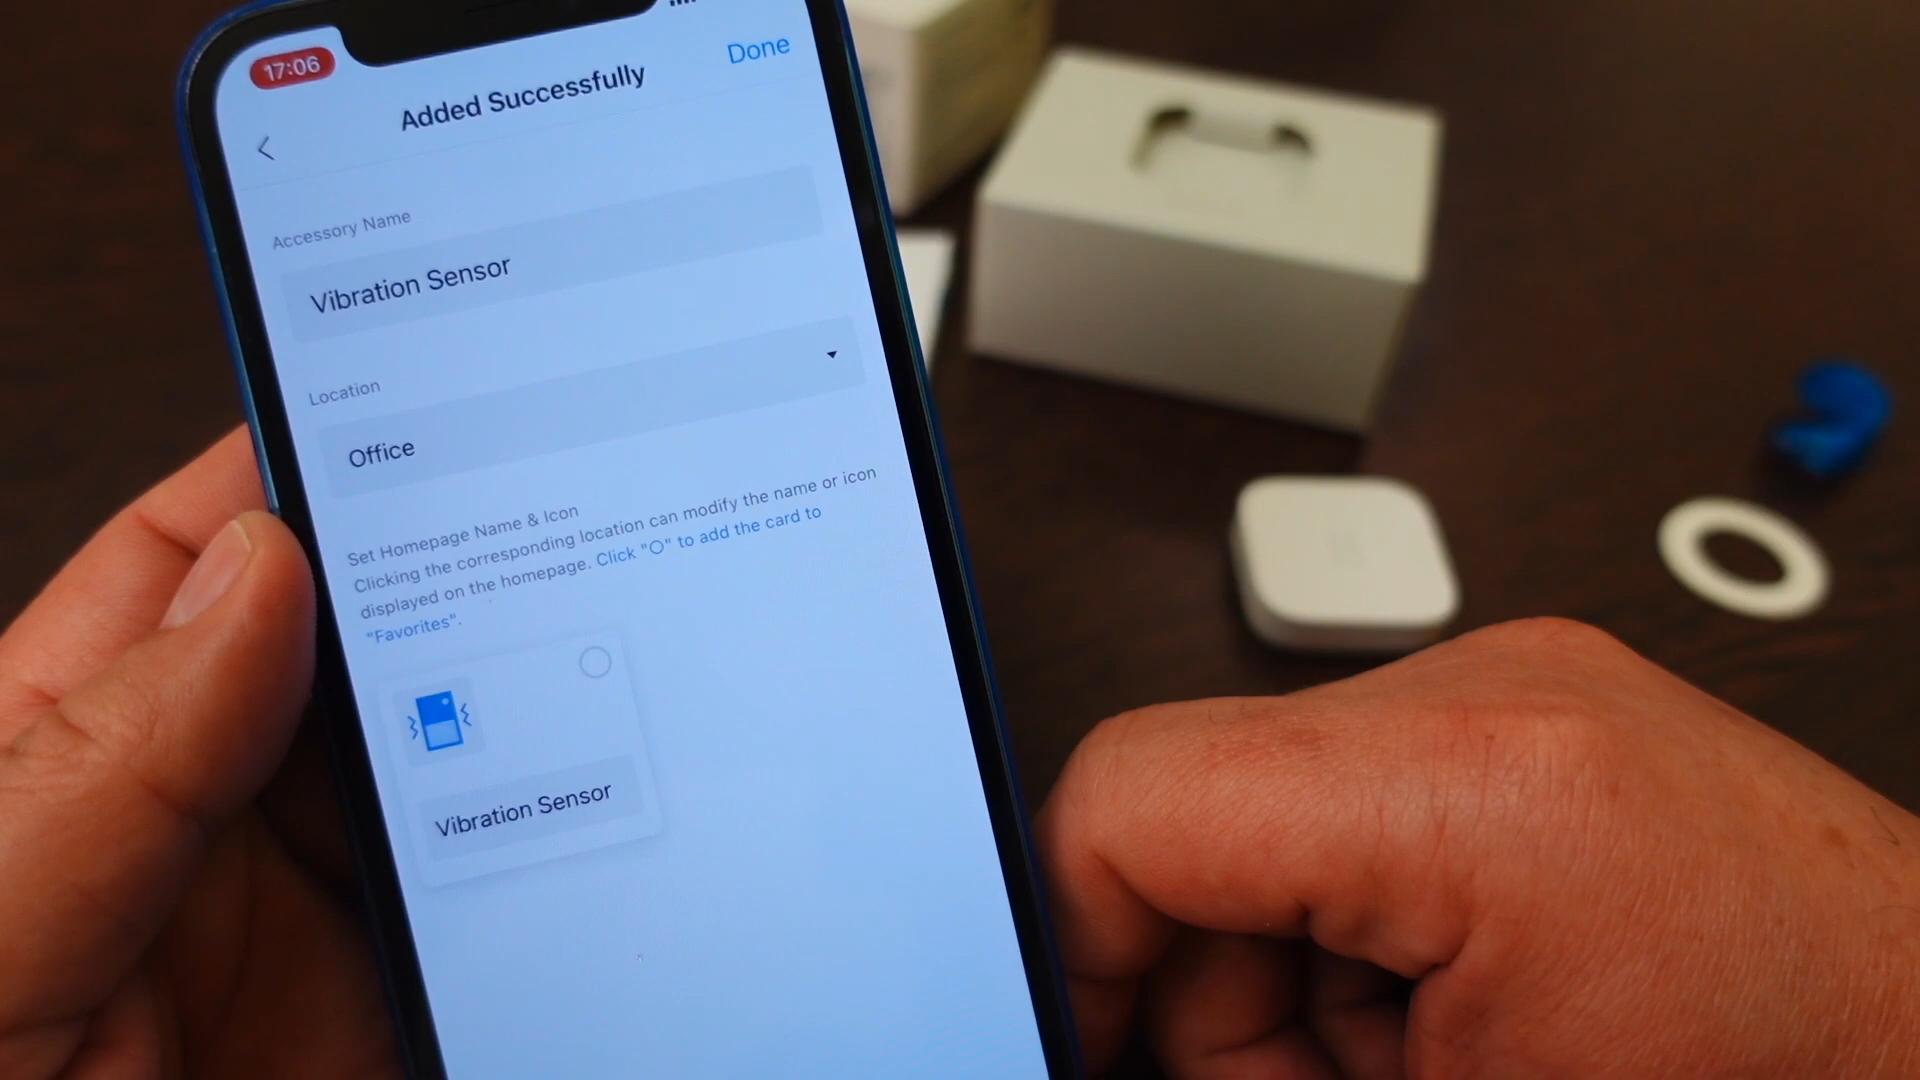 17:06
Done
Added Successfully
Accessory Name
Vibration Sensor
Location
Office
Set Homepage Name & Icon
Clicking the corresponding location can modify the name or icon
displayed on the homepage. Click "O" to add the card to
"Favorites".
Vibration Sensor